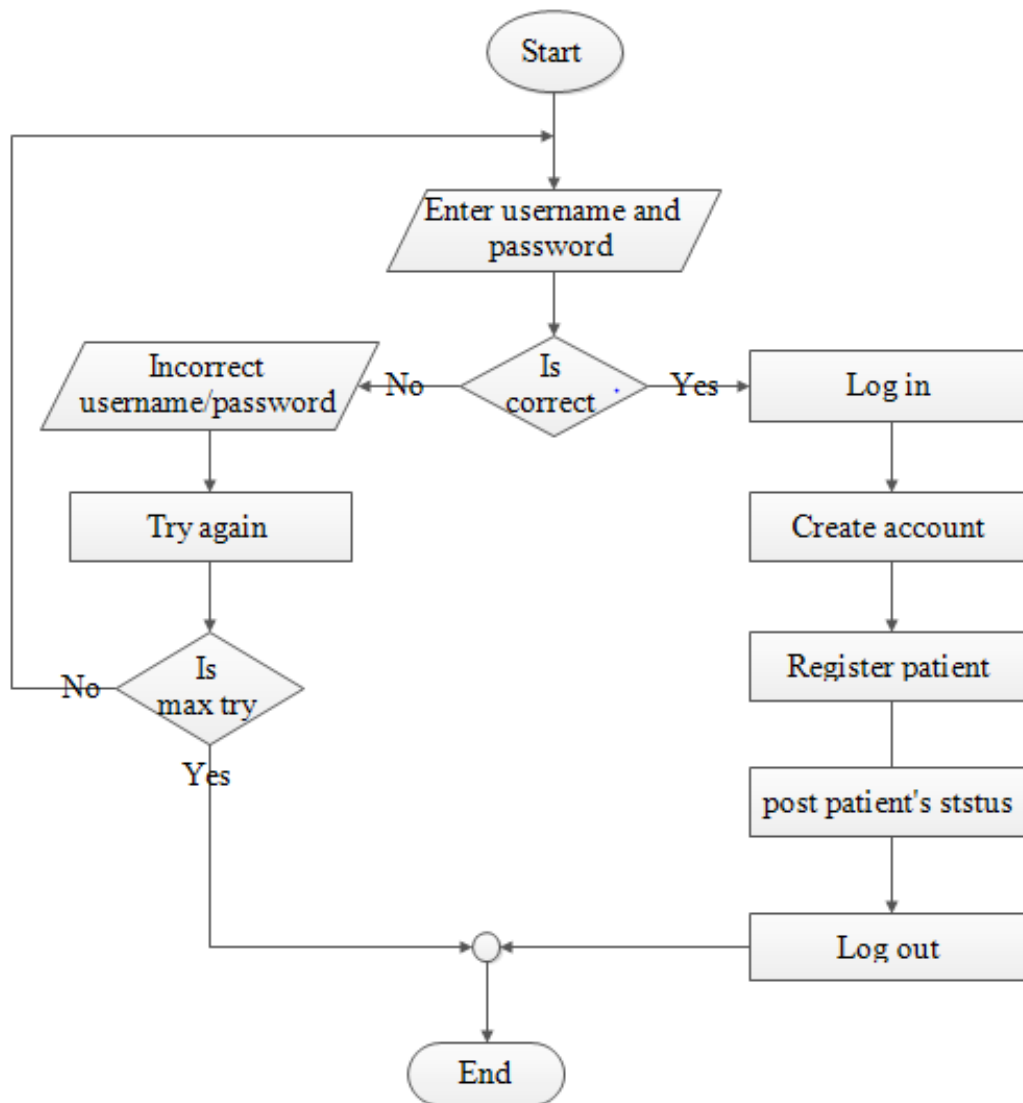 Start
Enter username and
password
Is
correct
No
Yes
Incorrect
username/password
Log in
Try again
Create account
Is
max try
No
Yes
Register patient
post patient's ststus
Log out
End